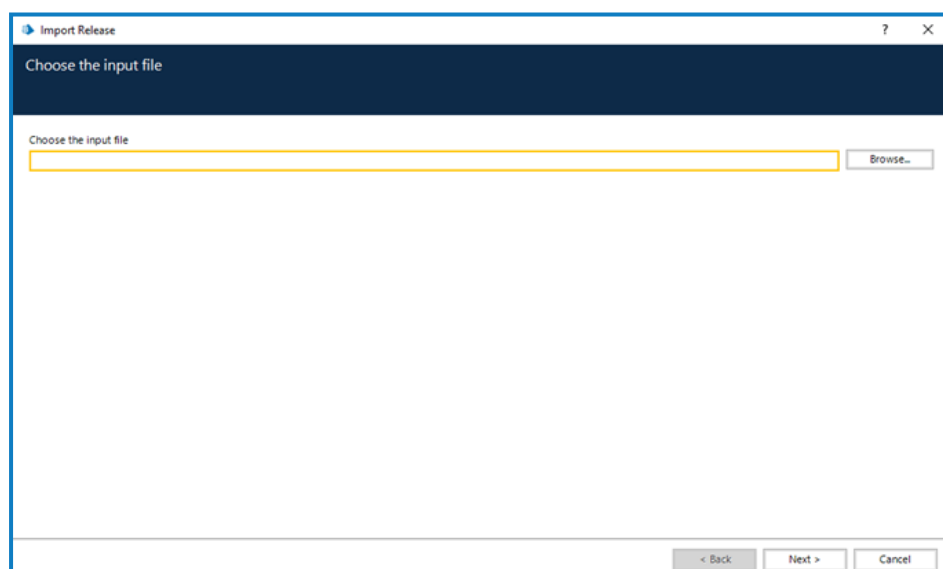 Import Release
?
Choose the input file
Choose the input file
Browse...
< Back
Next >
Cancel